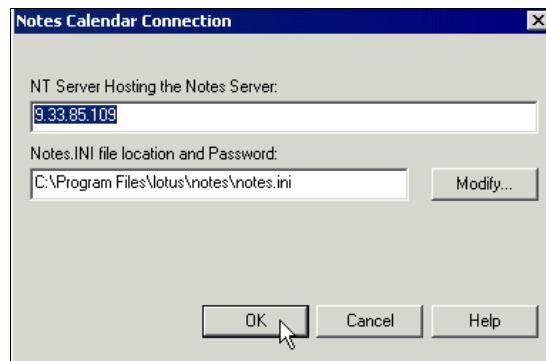 Notes Calendar Connection
NT Server Hosting the Notes Server:
9.33.85.109
Notes.INI file location and Password:
C:\Program Files\lotus\notes\notes.ini
Modify...
OK
Cancel
Help